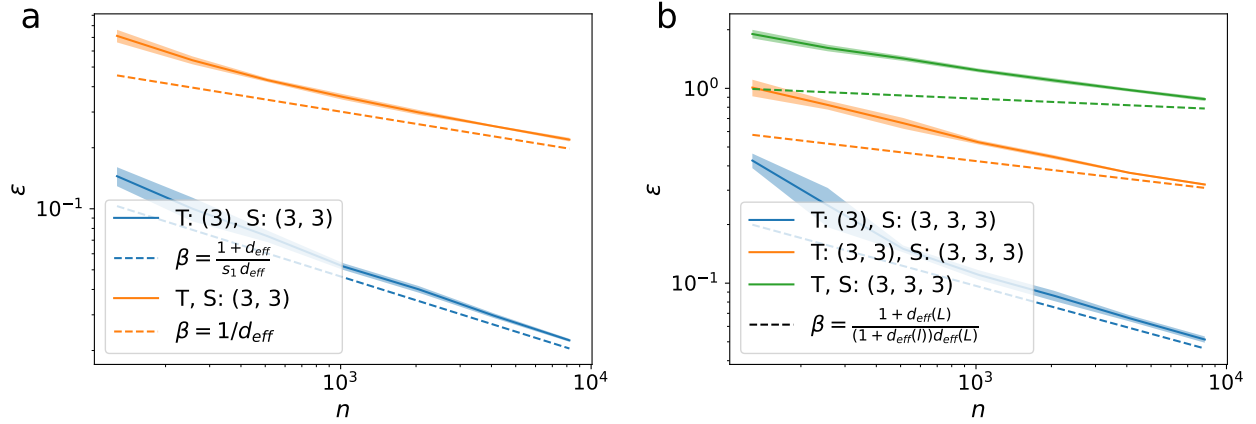 a
ε
10⁻¹
T: (3), S: (3, 3)
β = (1 + d_eff)/(s₁ d_eff)
T, S: (3, 3)
β = 1/d_eff
10³
10⁴
n
b
ε
10⁰
10⁻¹
T: (3), S: (3, 3, 3)
T: (3, 3), S: (3, 3, 3)
T, S: (3, 3, 3)
β = (1 + d_eff(L))/((1 + d_eff(l))d_eff(L))
10³
10⁴
n